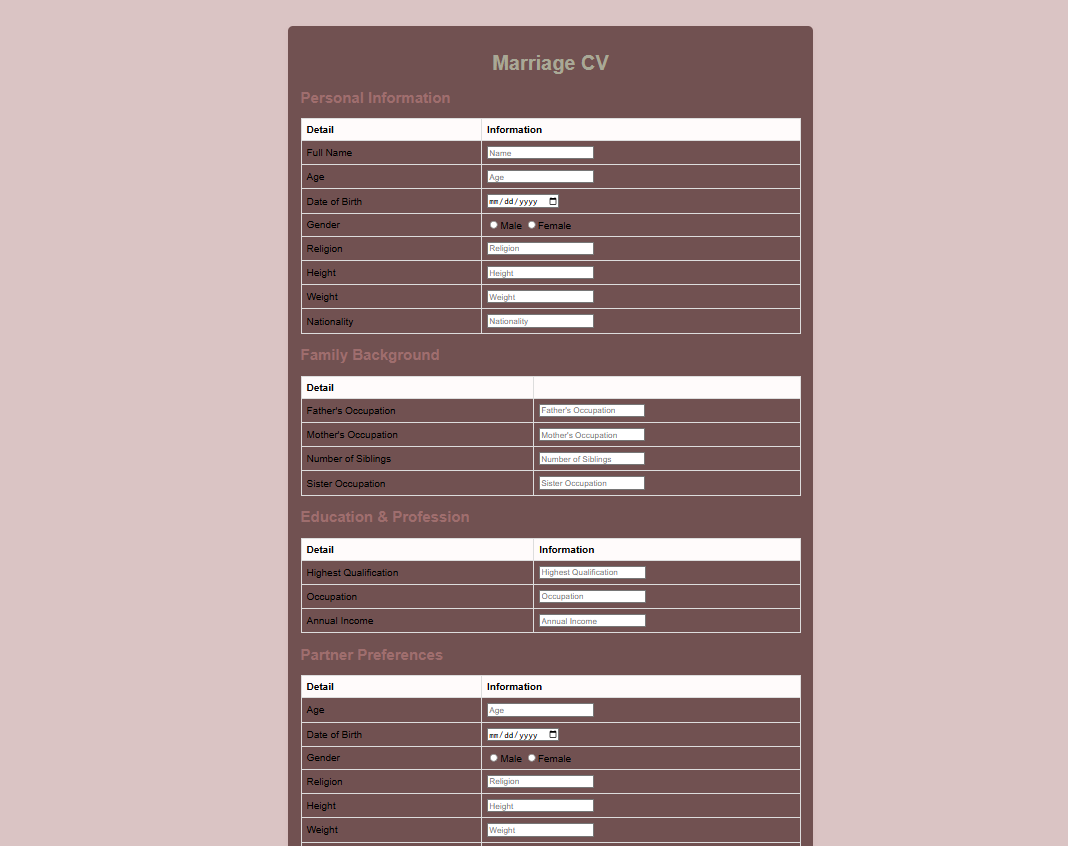 Marriage CV
Personal Information
Detail Information
Full Name Name
Age Age
Date of Birth mm/dd/yyyy
Gender Male Female
Religion Religion
Height Height
Weight Weight
Nationality Nationality
Family Background
Detail
Father's Occupation Father's Occupation
Mother's Occupation Mother's Occupation
Number of Siblings Number of Siblings
Sister Occupation Sister Occupation
Education & Profession
Detail Information
Highest Qualification Highest Qualification
Occupation Occupation
Annual Income Annual Income
Partner Preferences
Detail Information
Age Age
Date of Birth mm/dd/yyyy
Gender Male Female
Religion Religion
Height Height
Weight Weight